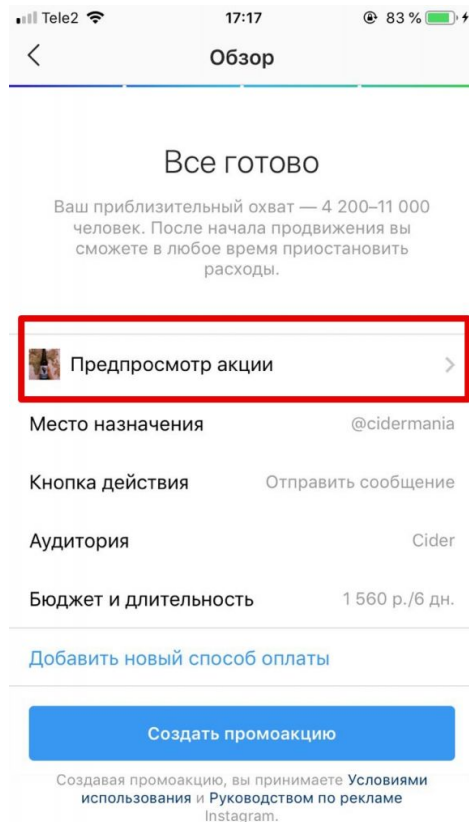 Tele2 17:17 83 %
Обзор
Все готово
Ваш приблизительный охват — 4 200–11 000
человек. После начала продвижения вы
сможете в любое время приостановить
расходы.
Предпросмотр акции
Место назначения @cidermania
Кнопка действия Отправить сообщение
Аудитория Cider
Бюджет и длительность 1 560 р./6 дн.
Добавить новый способ оплаты
Создать промоакцию
Создавая промоакцию, вы принимаете Условиями
использования и Руководством по рекламе
Instagram.